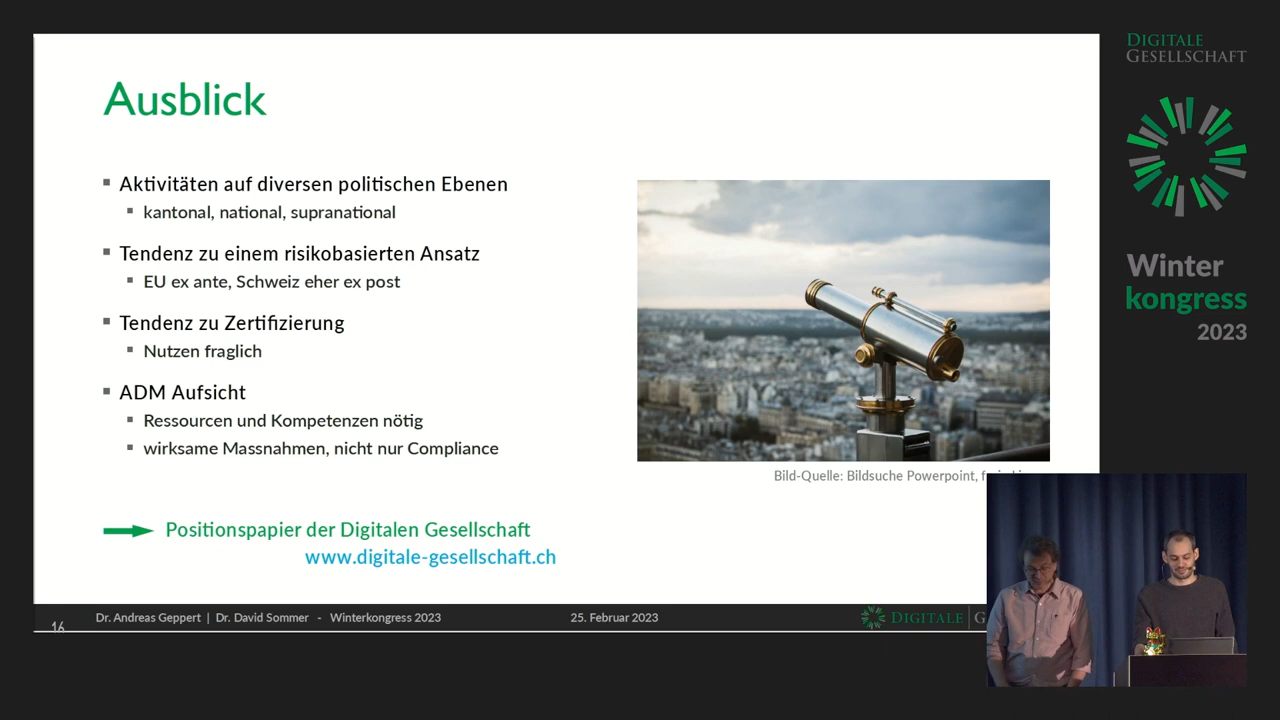 Ausblick
Aktivitäten auf diversen politischen Ebenen
kantonal, national, supranational
Tendenz zu einem risikobasierten Ansatz
EU ex ante, Schweiz eher ex post
Tendenz zu Zertifizierung
Nutzen fraglich
ADM Aufsicht
Ressourcen und Kompetenzen nötig
wirksame Massnahmen, nicht nur Compliance
Bild-Quelle: Bildsuche Powerpoint,
Positionspapier der Digitalen Gesellschaft
www.digitale-gesellschaft.ch
16
Dr. Andreas Geppert | Dr. David Sommer - Winterkongress 2023
25. Februar 2023
DIGITALE
DIGITALE
GESELLSCHAFT
Winter
kongress
2023